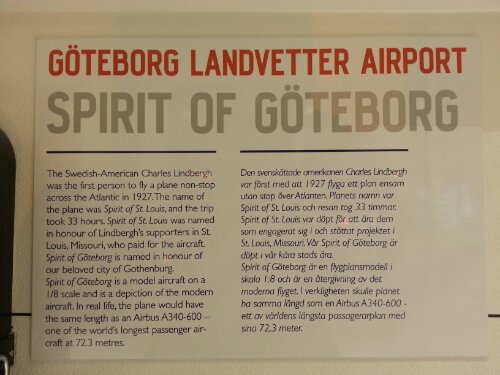 GÖTEBORG LANDVETTER AIRPORT
SPIRIT OF GÖTEBORG
The Swedish-American Charles Lindbergh
was the first person to fly a plane non-stop
across the Atlantic in 1927. The name of
the plane was Spirit of St. Louis, and the trip
took 33 hours. Spirit of St. Louis was named
in honour of Lindbergh's supporters in St.
Louis, Missouri, who paid for the aircraft.
Spirit of Göteborg is named in honour of
our beloved city of Gothenburg.
Spirit of Göteborg is a model aircraft on a
1/8 scale and is a depiction of the modern
aircraft. In real life, the plane would have
the same length as an Airbus A340-600 –
one of the world's longest passenger air-
craft at 72.3 metres.
Den svenskättade amerikanen Charles Lindbergh
var först med att 1927 flyga ett plan ensam
utan stopp över Atlanten. Planets namn var
Spirit of St. Louis och resan tog 33 timmar.
Spirit of St. Louis var döpt för att ära dem
som engagerat sig i och stöttat projektet i
St. Louis, Missouri. Vår Spirit of Göteborg är
döpt i vår kära stads ära.
Spirit of Göteborg är en flygplansmodell i
skala 1:8 och är en återgivning av det
moderna flyget. I verkligheten skulle planet
ha samma längd som en Airbus A340-600 -
ett av världens längsta passagerarplan med
sina 72,3 meter.